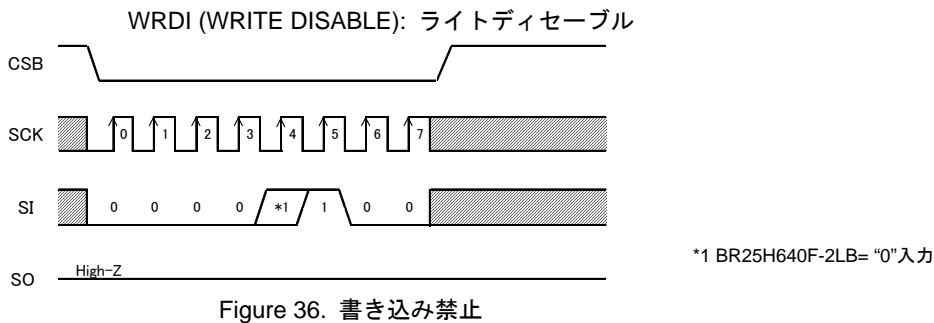 WRDI (WRITE DISABLE): ライトディセーブル
CSB
SCK 0 1 2 3 4 5 6 7
SI 0 0 0 0 *1 1 0 0
*1 BR25H640F-2LB= “0”入力
SO High-Z
Figure 36. 書き込み禁止